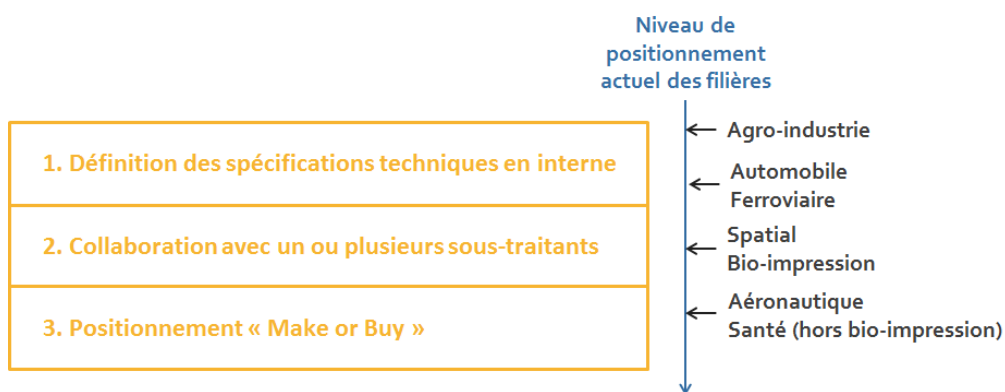 Niveau de
positionnement
actuel des filières
1. Définition des spécifications techniques en interne
2. Collaboration avec un ou plusieurs sous-traitants
3. Positionnement « Make or Buy »
Agro-industrie
Automobile
Ferroviaire
Spatial
Bio-impression
Aéronautique
Santé (hors bio-impression)